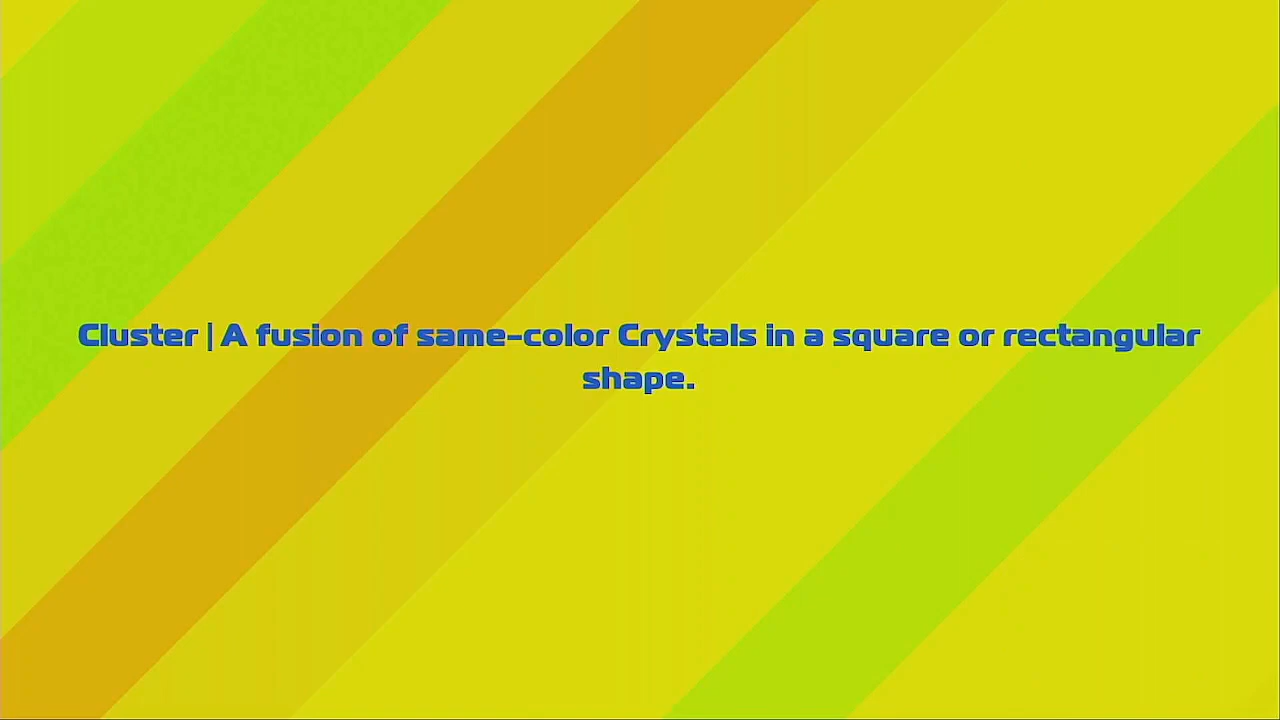 Cluster | A fusion of same-color Crystals in a square or rectangular
shape.